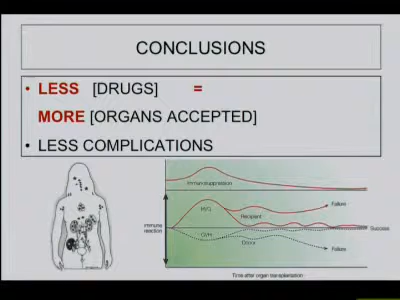 CONCLUSIONS
• LESS [DRUGS] =
MORE [ORGANS ACCEPTED]
• LESS COMPLICATIONS
Immunosuppression
Immune
reaction
HVG
Recipient
GVH
Donor
Failure
Success
Failure
Time after organ transplantation